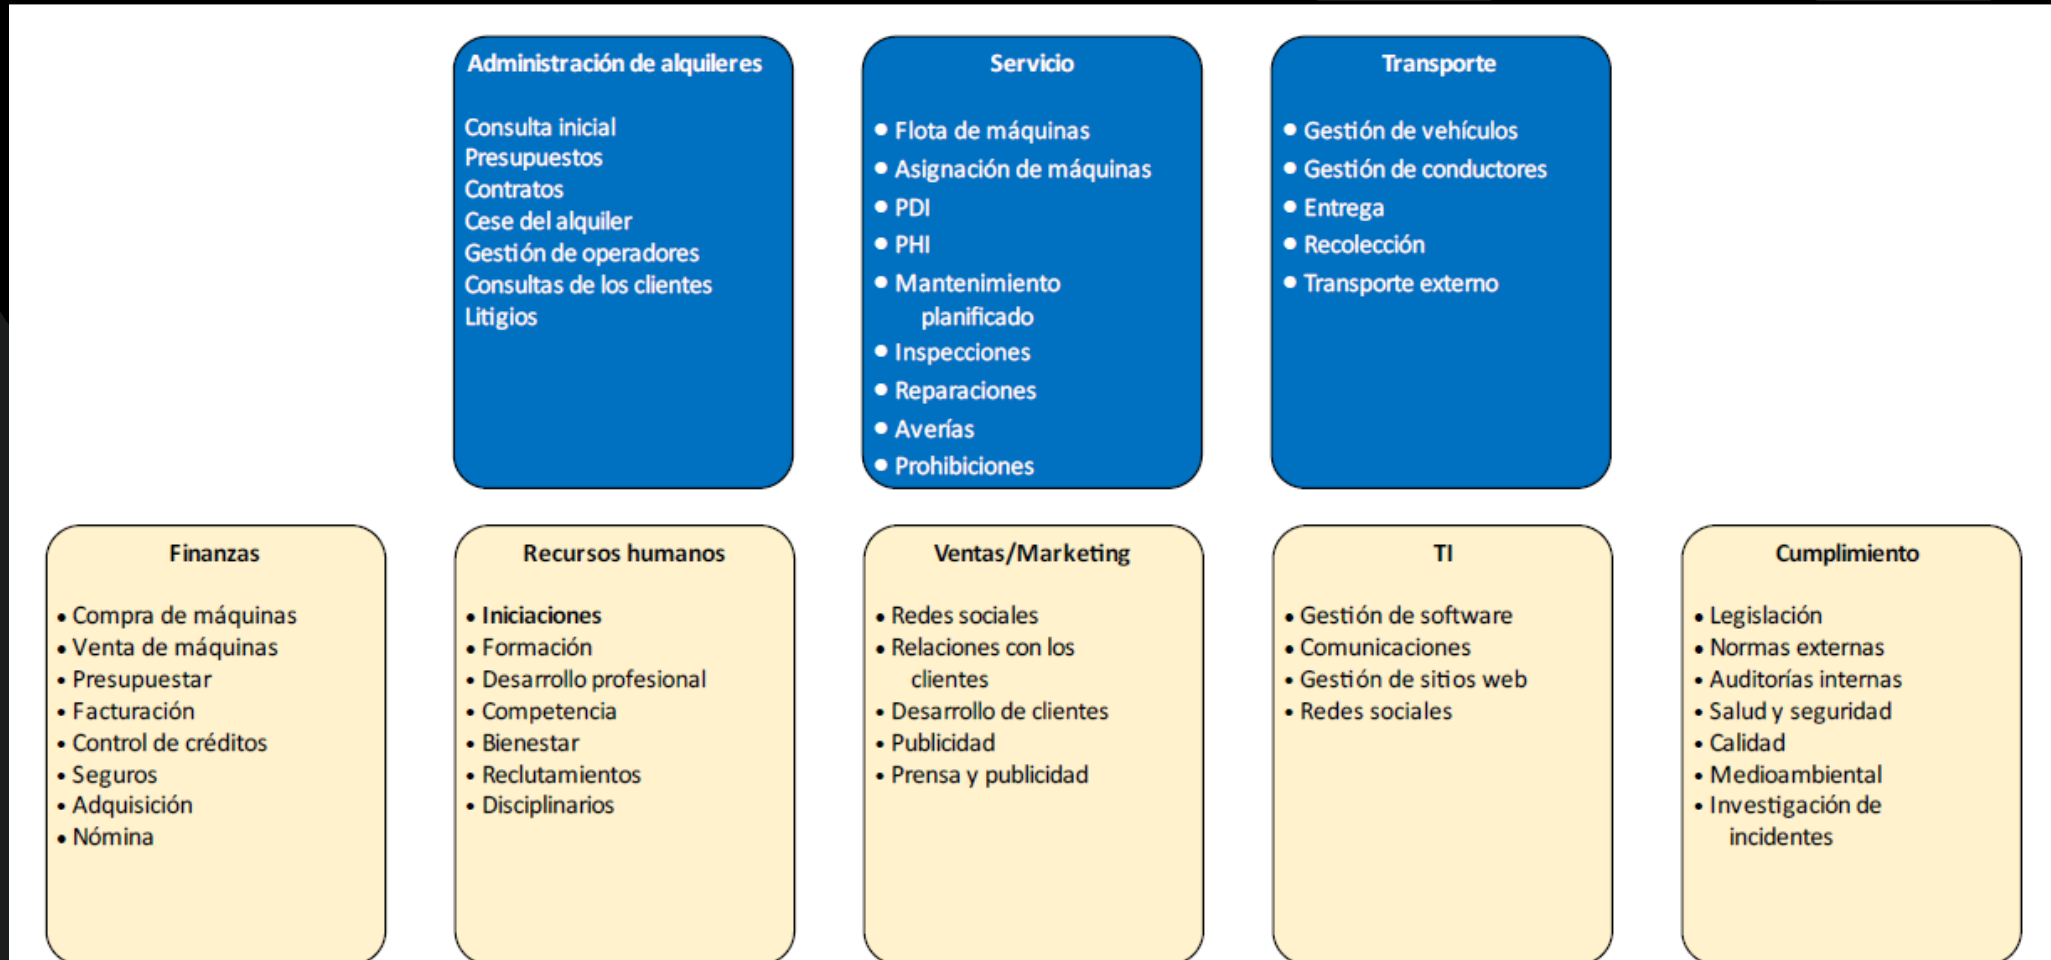 Administración de alquileres
Consulta inicial
Presupuestos
Contratos
Cese del alquiler
Gestión de operadores
Consultas de los clientes
Litigios
Servicio
• Flota de máquinas
• Asignación de máquinas
• PDI
• PHI
• Mantenimiento
planificado
• Inspecciones
• Reparaciones
• Averías
• Prohibiciones
Transporte
• Gestión de vehículos
• Gestión de conductores
• Entrega
• Recolección
• Transporte externo
Finanzas
• Compra de máquinas
• Venta de máquinas
• Presupuestar
• Facturación
• Control de créditos
• Seguros
• Adquisición
• Nómina
Recursos humanos
• Iniciaciones
• Formación
• Desarrollo profesional
• Competencia
• Bienestar
• Reclutamientos
• Disciplinarios
Ventas/Marketing
• Redes sociales
• Relaciones con los
clientes
• Desarrollo de clientes
• Publicidad
• Prensa y publicidad
TI
• Gestión de software
• Comunicaciones
• Gestión de sitios web
• Redes sociales
Cumplimiento
• Legislación
• Normas externas
• Auditorías internas
• Salud y seguridad
• Calidad
• Medioambiental
• Investigación de
incidentes